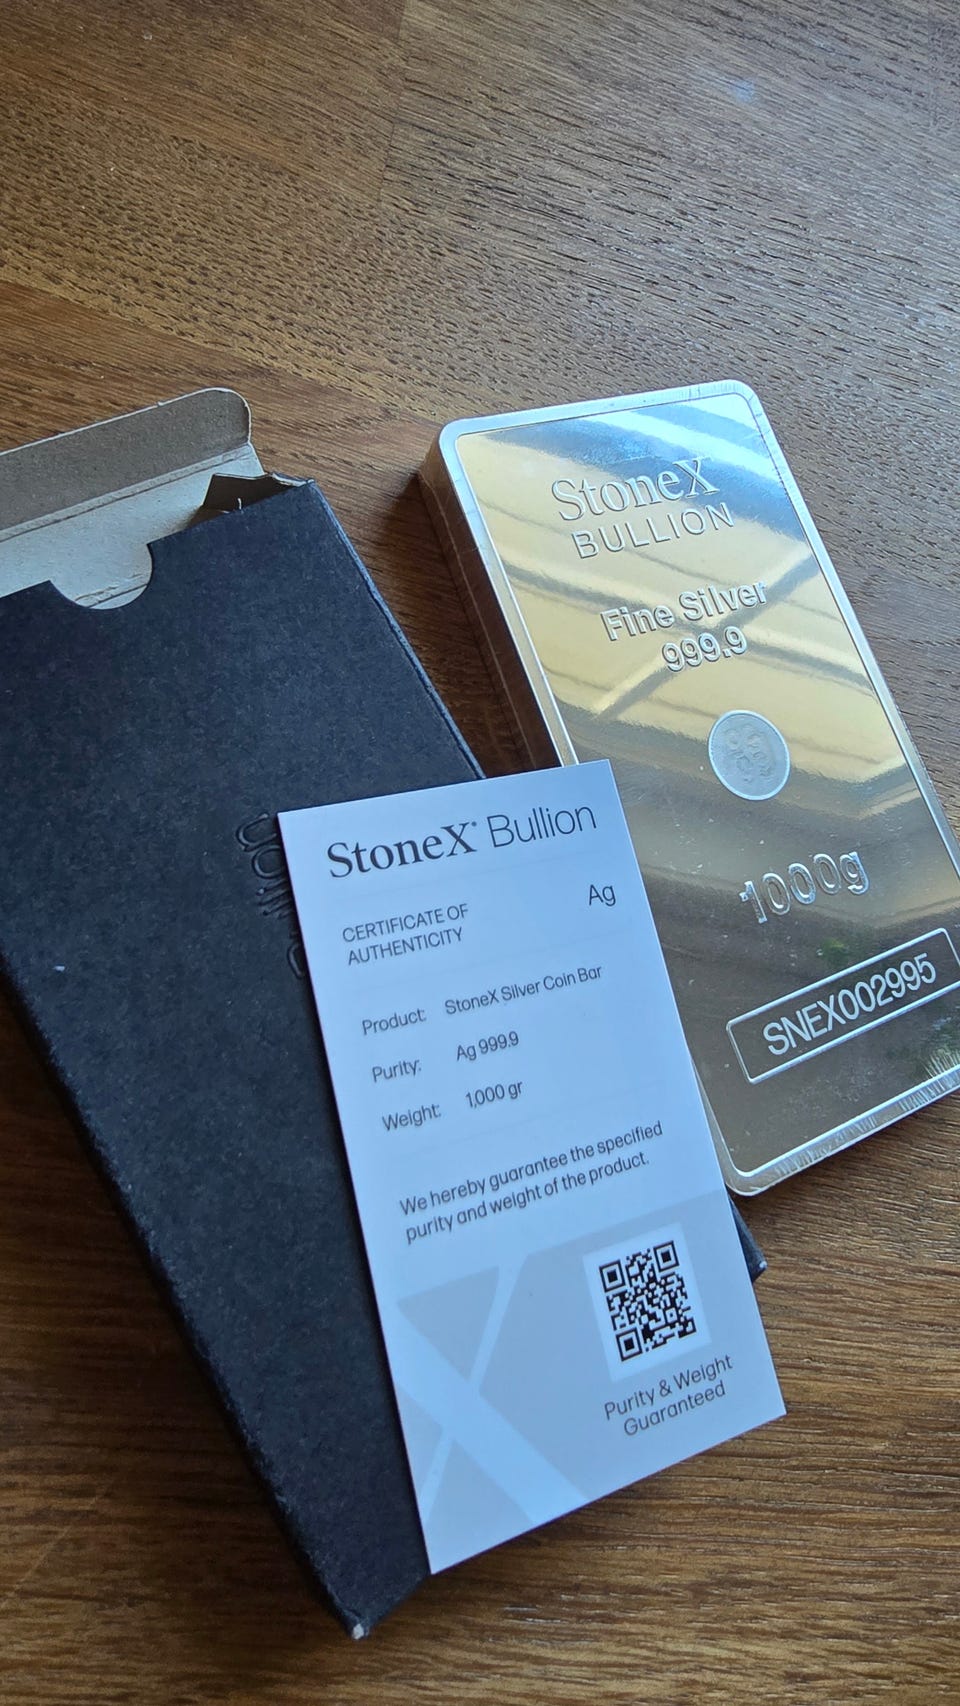 StoneX
BULLION
Fine Silver
999.9
1000g
SNEX002995
StoneX® Bullion
Ag
CERTIFICATE OF
AUTHENTICITY
Product: StoneX Silver Coin Bar
Purity: Ag 999.9
Weight: 1,000 gr
We hereby guarantee the specified
purity and weight of the product.
Purity & Weight
Guaranteed